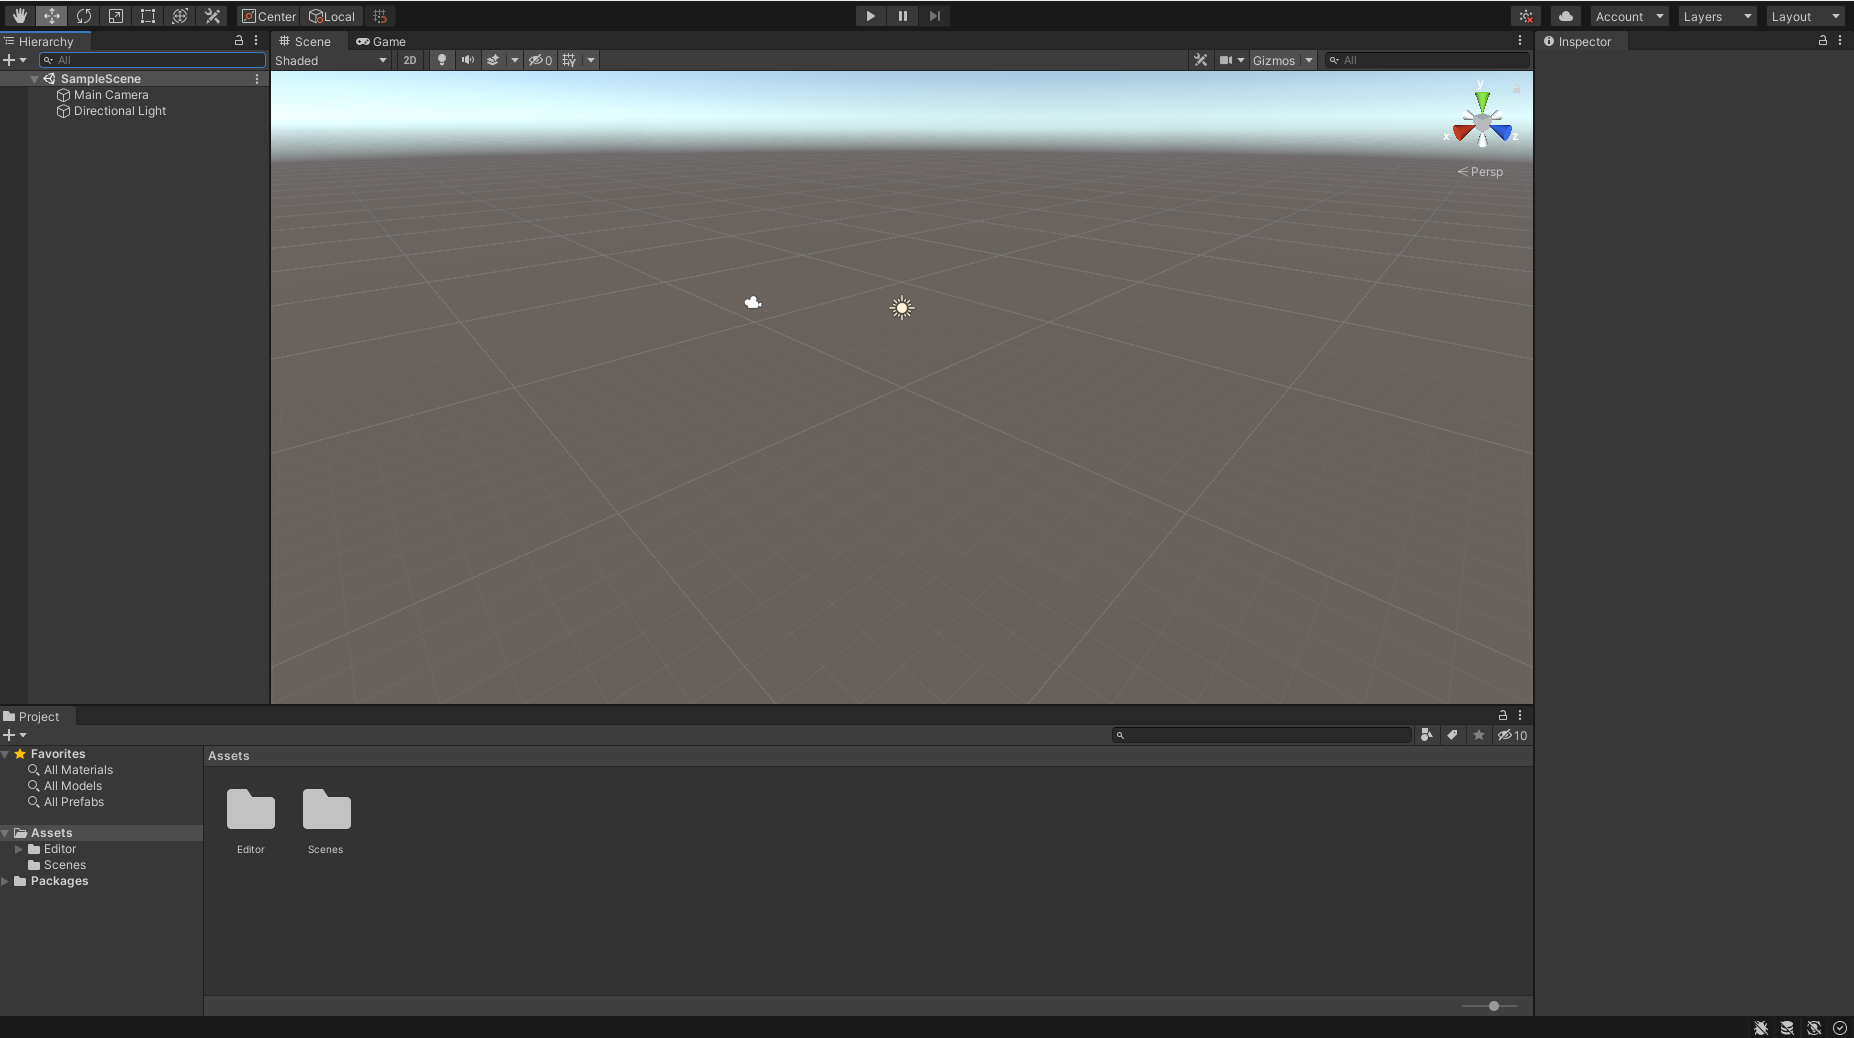 Center Local
Account Layers Layout
Hierarchy
All
SampleScene
Main Camera
Directional Light
Scene Game
Shaded 2D 0 Gizmos All
y
x z
Persp
Inspector
Project
10
Favorites
All Materials
All Models
All Prefabs
Assets
Editor
Scenes
Packages
Assets
Editor Scenes